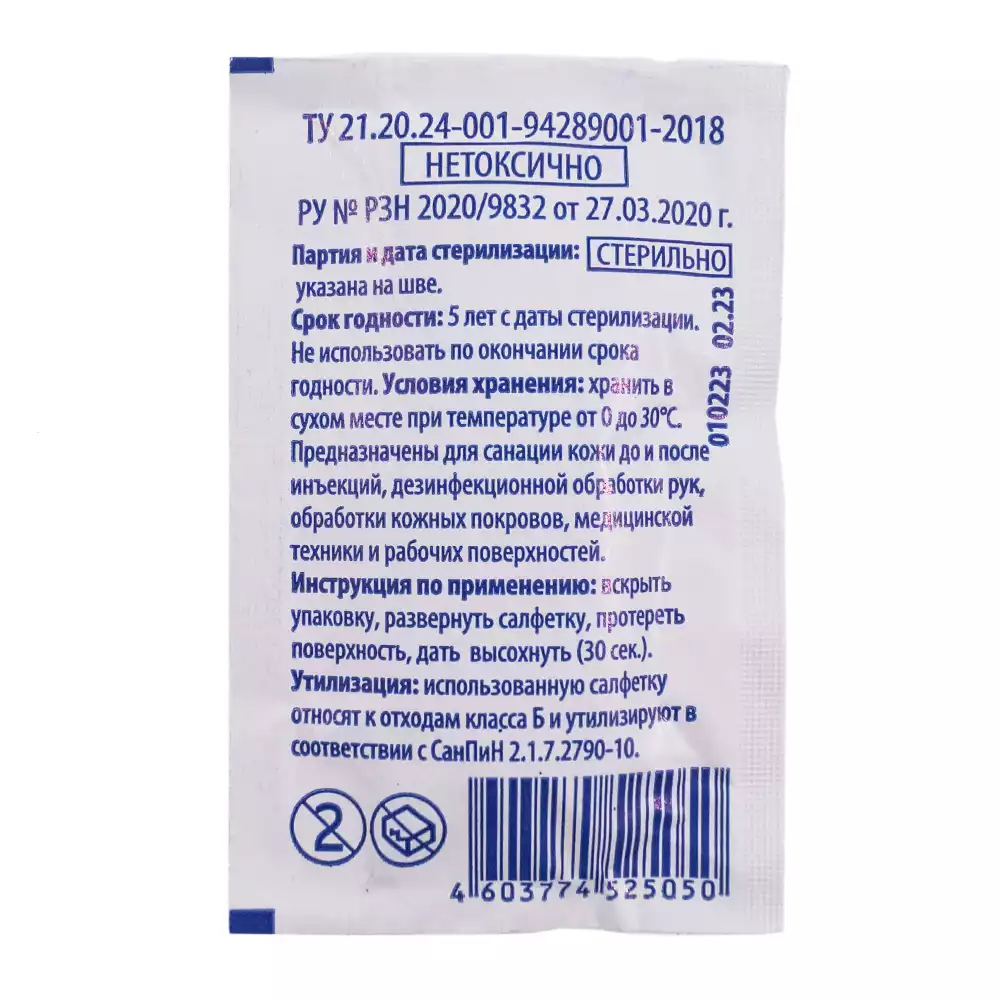 ТУ 21.20.24-001-94289001-2018
НЕТОКСИЧНО
РУ № РЗН 2020/9832 от 27.03.2020 г.
Партия и дата стерилизации: СТЕРИЛЬНО
указана на шве.
Срок годности: 5 лет с даты стерилизации.
Не использовать по окончании срока
годности. Условия хранения: хранить в
сухом месте при температуре от 0 до 30°С.
Предназначены для санации кожи до и после
инъекций, дезинфекционной обработки рук,
обработки кожных покровов, медицинской
техники и рабочих поверхностей.
Инструкция по применению: вскрыть
упаковку, развернуть салфетку, протереть
поверхность, дать высохнуть (30 сек.).
Утилизация: использованную салфетку
относят к отходам класса Б и утилизируют в
соответствии с СанПиН 2.1.7.2790-10.
010223 02.23
2
4 603774 525050